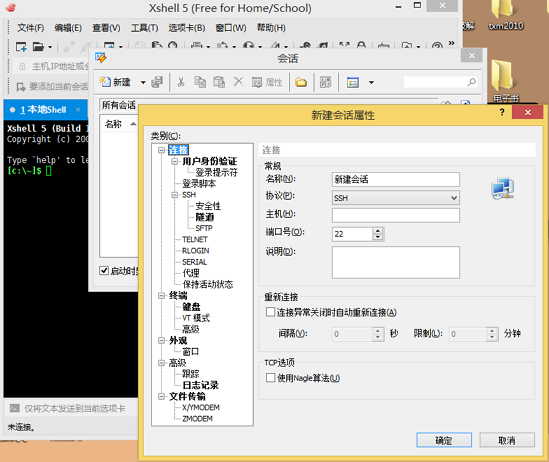 Xshell 5 (Free for Home/School)
文件(F) 编辑(E) 查看(V) 工具(T) 选项卡(B) 窗口(W) 帮助(H)
主机,IP地址或会
要添加当前会话
1 本地Shell
Xshell 5 (Build 1
Copyright (c) 200
Type `help' to le
[c:\~]$
仅将文本发送到当前选项卡
未连接。
txm2010
电子书
会话
新建
属性
所有会话
名称
启动时显
新建会话属性
类别(C):
连接
用户身份验证
登录提示符
登录脚本
SSH
安全性
隧道
SFTP
TELNET
RLOGIN
SERIAL
代理
保持活动状态
终端
键盘
VT 模式
高级
外观
窗口
高级
跟踪
日志记录
文件传输
X/YMODEM
ZMODEM
连接
常规
名称(N): 新建会话
协议(P): SSH
主机(H):
端口号(O): 22
说明(D):
重新连接
连接异常关闭时自动重新连接(A)
间隔(V): 0 秒 限制(L): 0 分钟
TCP选项
使用Nagle算法(U)
确定 取消